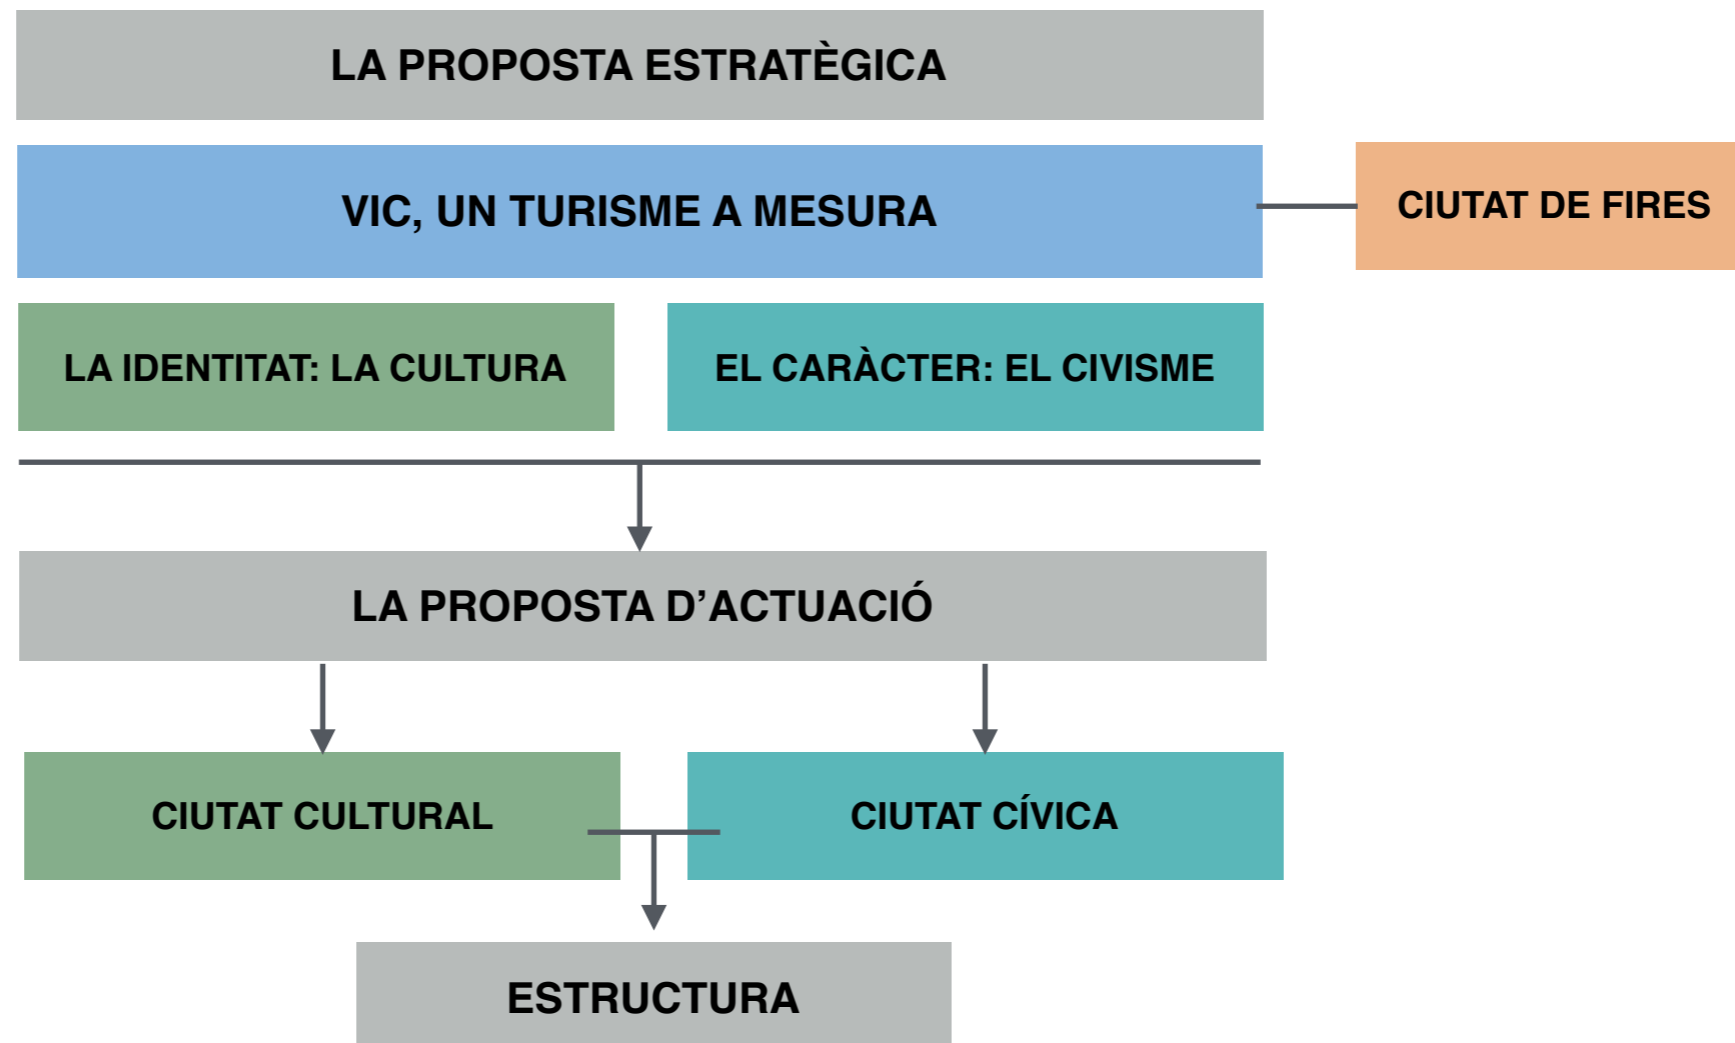 LA PROPOSTA ESTRATÈGICA
VIC, UN TURISME A MESURA
CIUTAT DE FIRES
LA IDENTITAT: LA CULTURA
EL CARÀCTER: EL CIVISME
LA PROPOSTA D’ACTUACIÓ
CIUTAT CULTURAL
CIUTAT CÍVICA
ESTRUCTURA